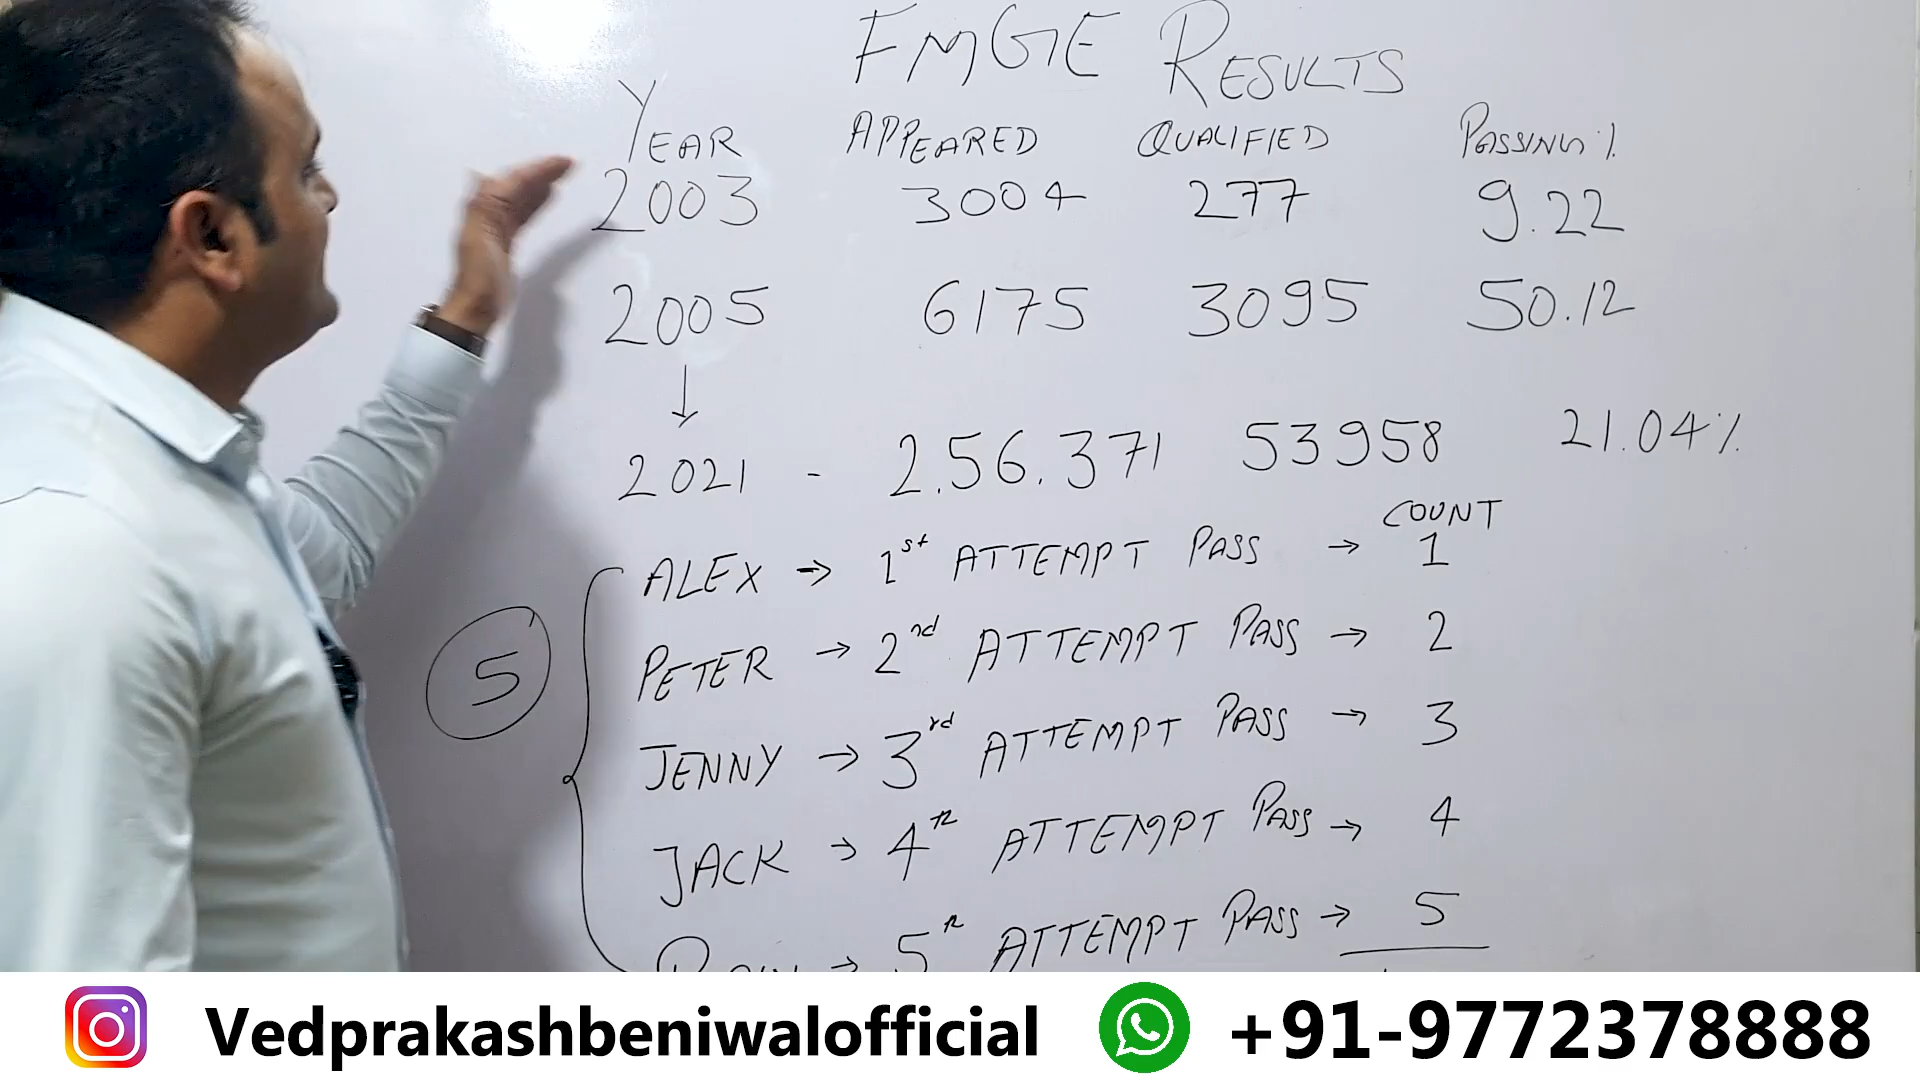 FMGE RESULTS
YEAR APPEARED QUALIFIED PASSING %
2003 3004 277 9.22
2005 6175 3095 50.12
↓
2021 - 2.56.371 53958 21.04%
COUNT
ALEX → 1st ATTEMPT PASS → 1
PETER → 2nd ATTEMPT PASS → 2
5
JENNY → 3rd ATTEMPT PASS → 3
JACK → 4th ATTEMPT PASS → 4
→ 5th ATTEMPT PASS → 5
Vedprakashbeniwalofficial +91-9772378888